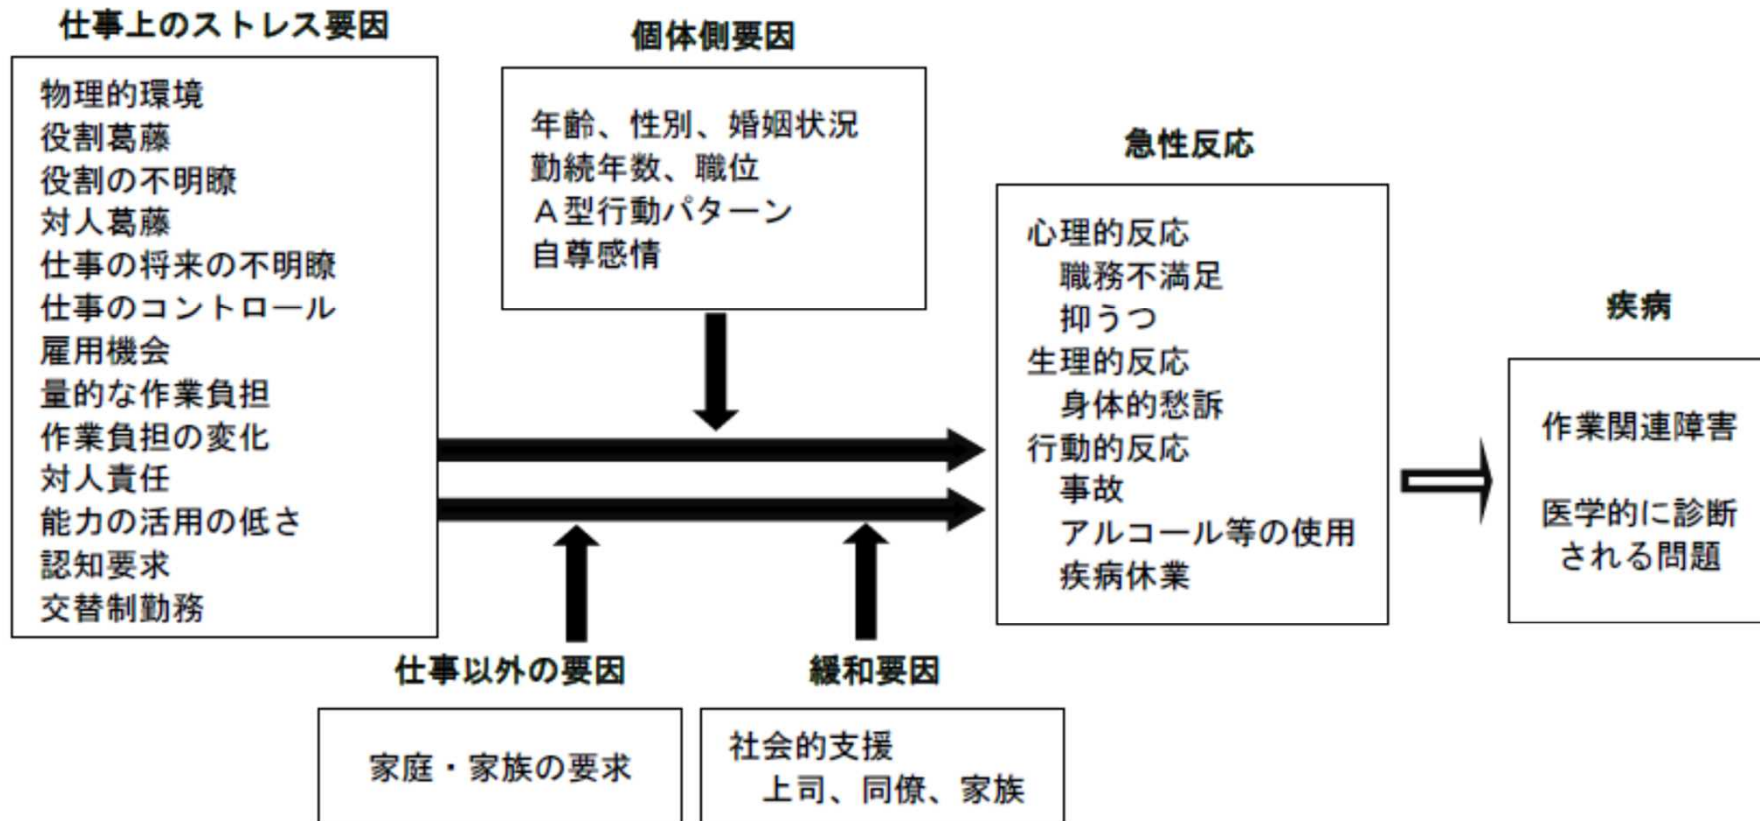 仕事上のストレス要因
物理的環境
役割葛藤
役割の不明瞭
対人葛藤
仕事の将来の不明瞭
仕事のコントロール
雇用機会
量的な作業負担
作業負担の変化
対人責任
能力の活用の低さ
認知要求
交替制勤務
個体側要因
年齢、性別、婚姻状況
勤続年数、職位
A型行動パターン
自尊感情
急性反応
心理的反応
職務不満足
抑うつ
生理的反応
身体的愁訴
行動的反応
事故
アルコール等の使用
疾病休業
疾病
作業関連障害
医学的に診断
される問題
仕事以外の要因
家庭・家族の要求
緩和要因
社会的支援
上司、同僚、家族